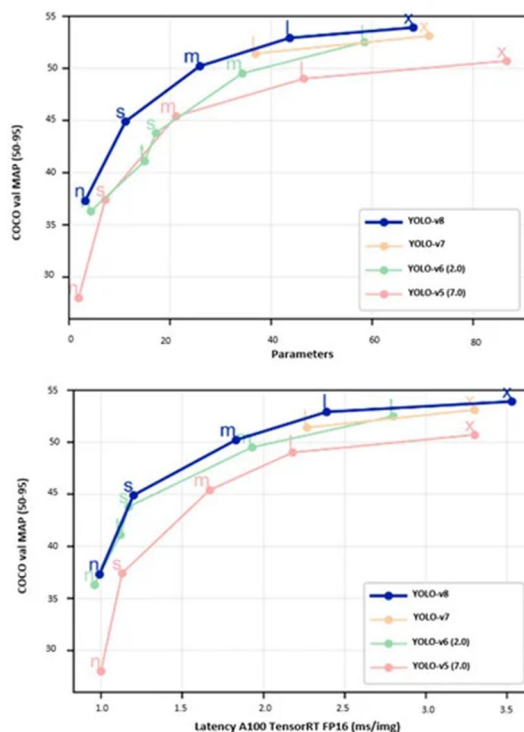 55
50
45
40
35
30
COCO val MAP (50-95)
n
s
m
l
x
l
x
s
m
l
n
s
m
l
x
YOLO-v8
YOLO-v7
YOLO-v6 (2.0)
YOLO-v5 (7.0)
0 20 40 60 80
Parameters
55
50
45
40
35
30
COCO val MAP (50-95)
n
s
m
l
x
l
x
n
s
l
n
s
m
l
x
YOLO-v8
YOLO-v7
YOLO-v6 (2.0)
YOLO-v5 (7.0)
1.0 1.5 2.0 2.5 3.0 3.5
Latency A100 TensorRT FP16 (ms/img)